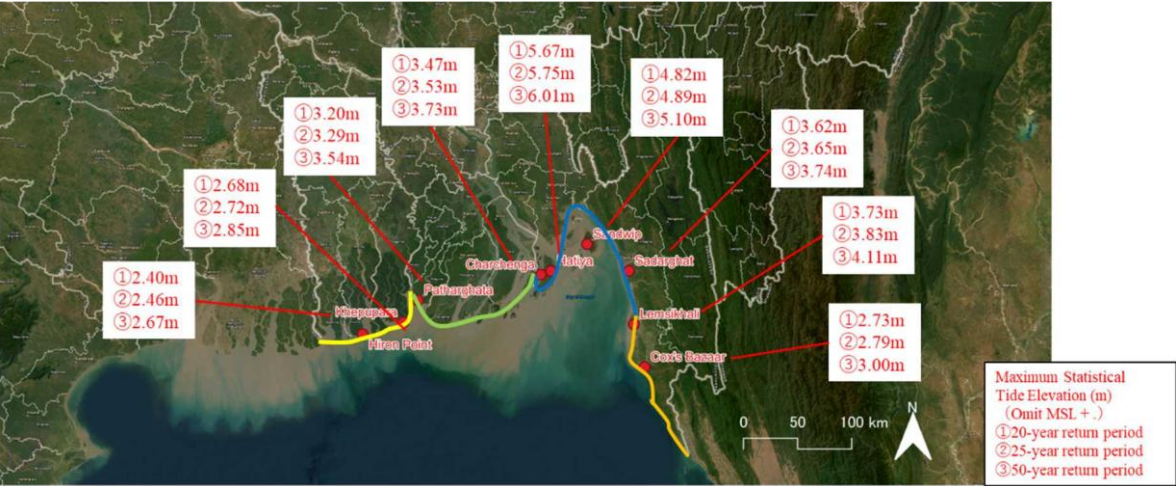 ①3.47m
②3.53m
③3.73m
①5.67m
②5.75m
③6.01m
①4.82m
②4.89m
③5.10m
①3.20m
②3.29m
③3.54m
①3.62m
②3.65m
③3.74m
①2.68m
②2.72m
③2.85m
①3.73m
②3.83m
③4.11m
①2.40m
②2.46m
③2.67m
①2.73m
②2.79m
③3.00m
Sandwip
Charchenga
Hatiya
Sadarghat
Patharghata
Khepupara
Lemsikhali
Hiron Point
Cox's Bazaar
0 50 100 km
N
Maximum Statistical
Tide Elevation (m)
(Omit MSL + .)
①20-year return period
②25-year return period
③50-year return period